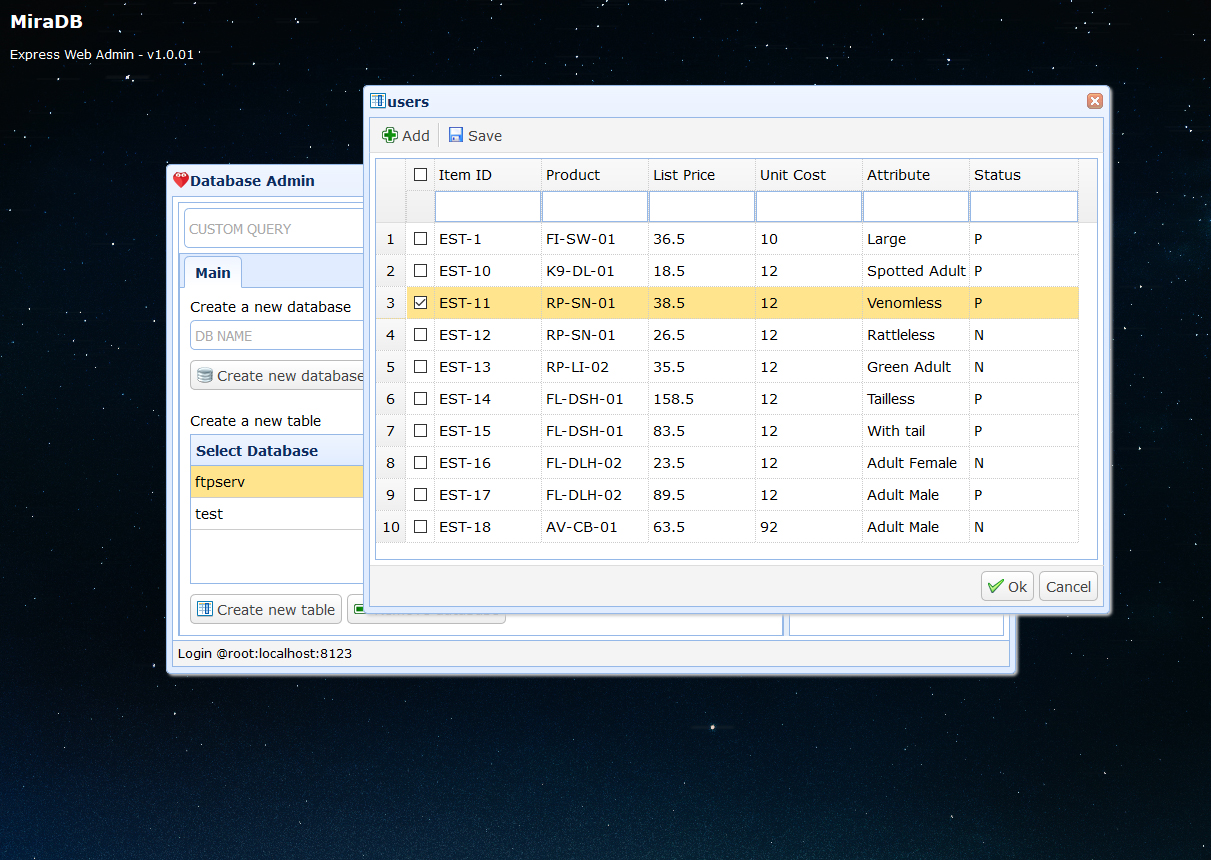 MiraDB
Express Web Admin - v1.0.01
users
Add Save
Item ID Product List Price Unit Cost Attribute Status
1 EST-1 FI-SW-01 36.5 10 Large P
2 EST-10 K9-DL-01 18.5 12 Spotted Adult P
3 EST-11 RP-SN-01 38.5 12 Venomless P
4 EST-12 RP-SN-01 26.5 12 Rattleless N
5 EST-13 RP-LI-02 35.5 12 Green Adult N
6 EST-14 FL-DSH-01 158.5 12 Tailless P
7 EST-15 FL-DSH-01 83.5 12 With tail P
8 EST-16 FL-DLH-02 23.5 12 Adult Female N
9 EST-17 FL-DLH-02 89.5 12 Adult Male P
10 EST-18 AV-CB-01 63.5 92 Adult Male N
Ok Cancel
Database Admin
CUSTOM QUERY
Main
Create a new database
DB NAME
Create new database
Create a new table
Select Database
ftpserv
test
Create new table
Login @root:localhost:8123